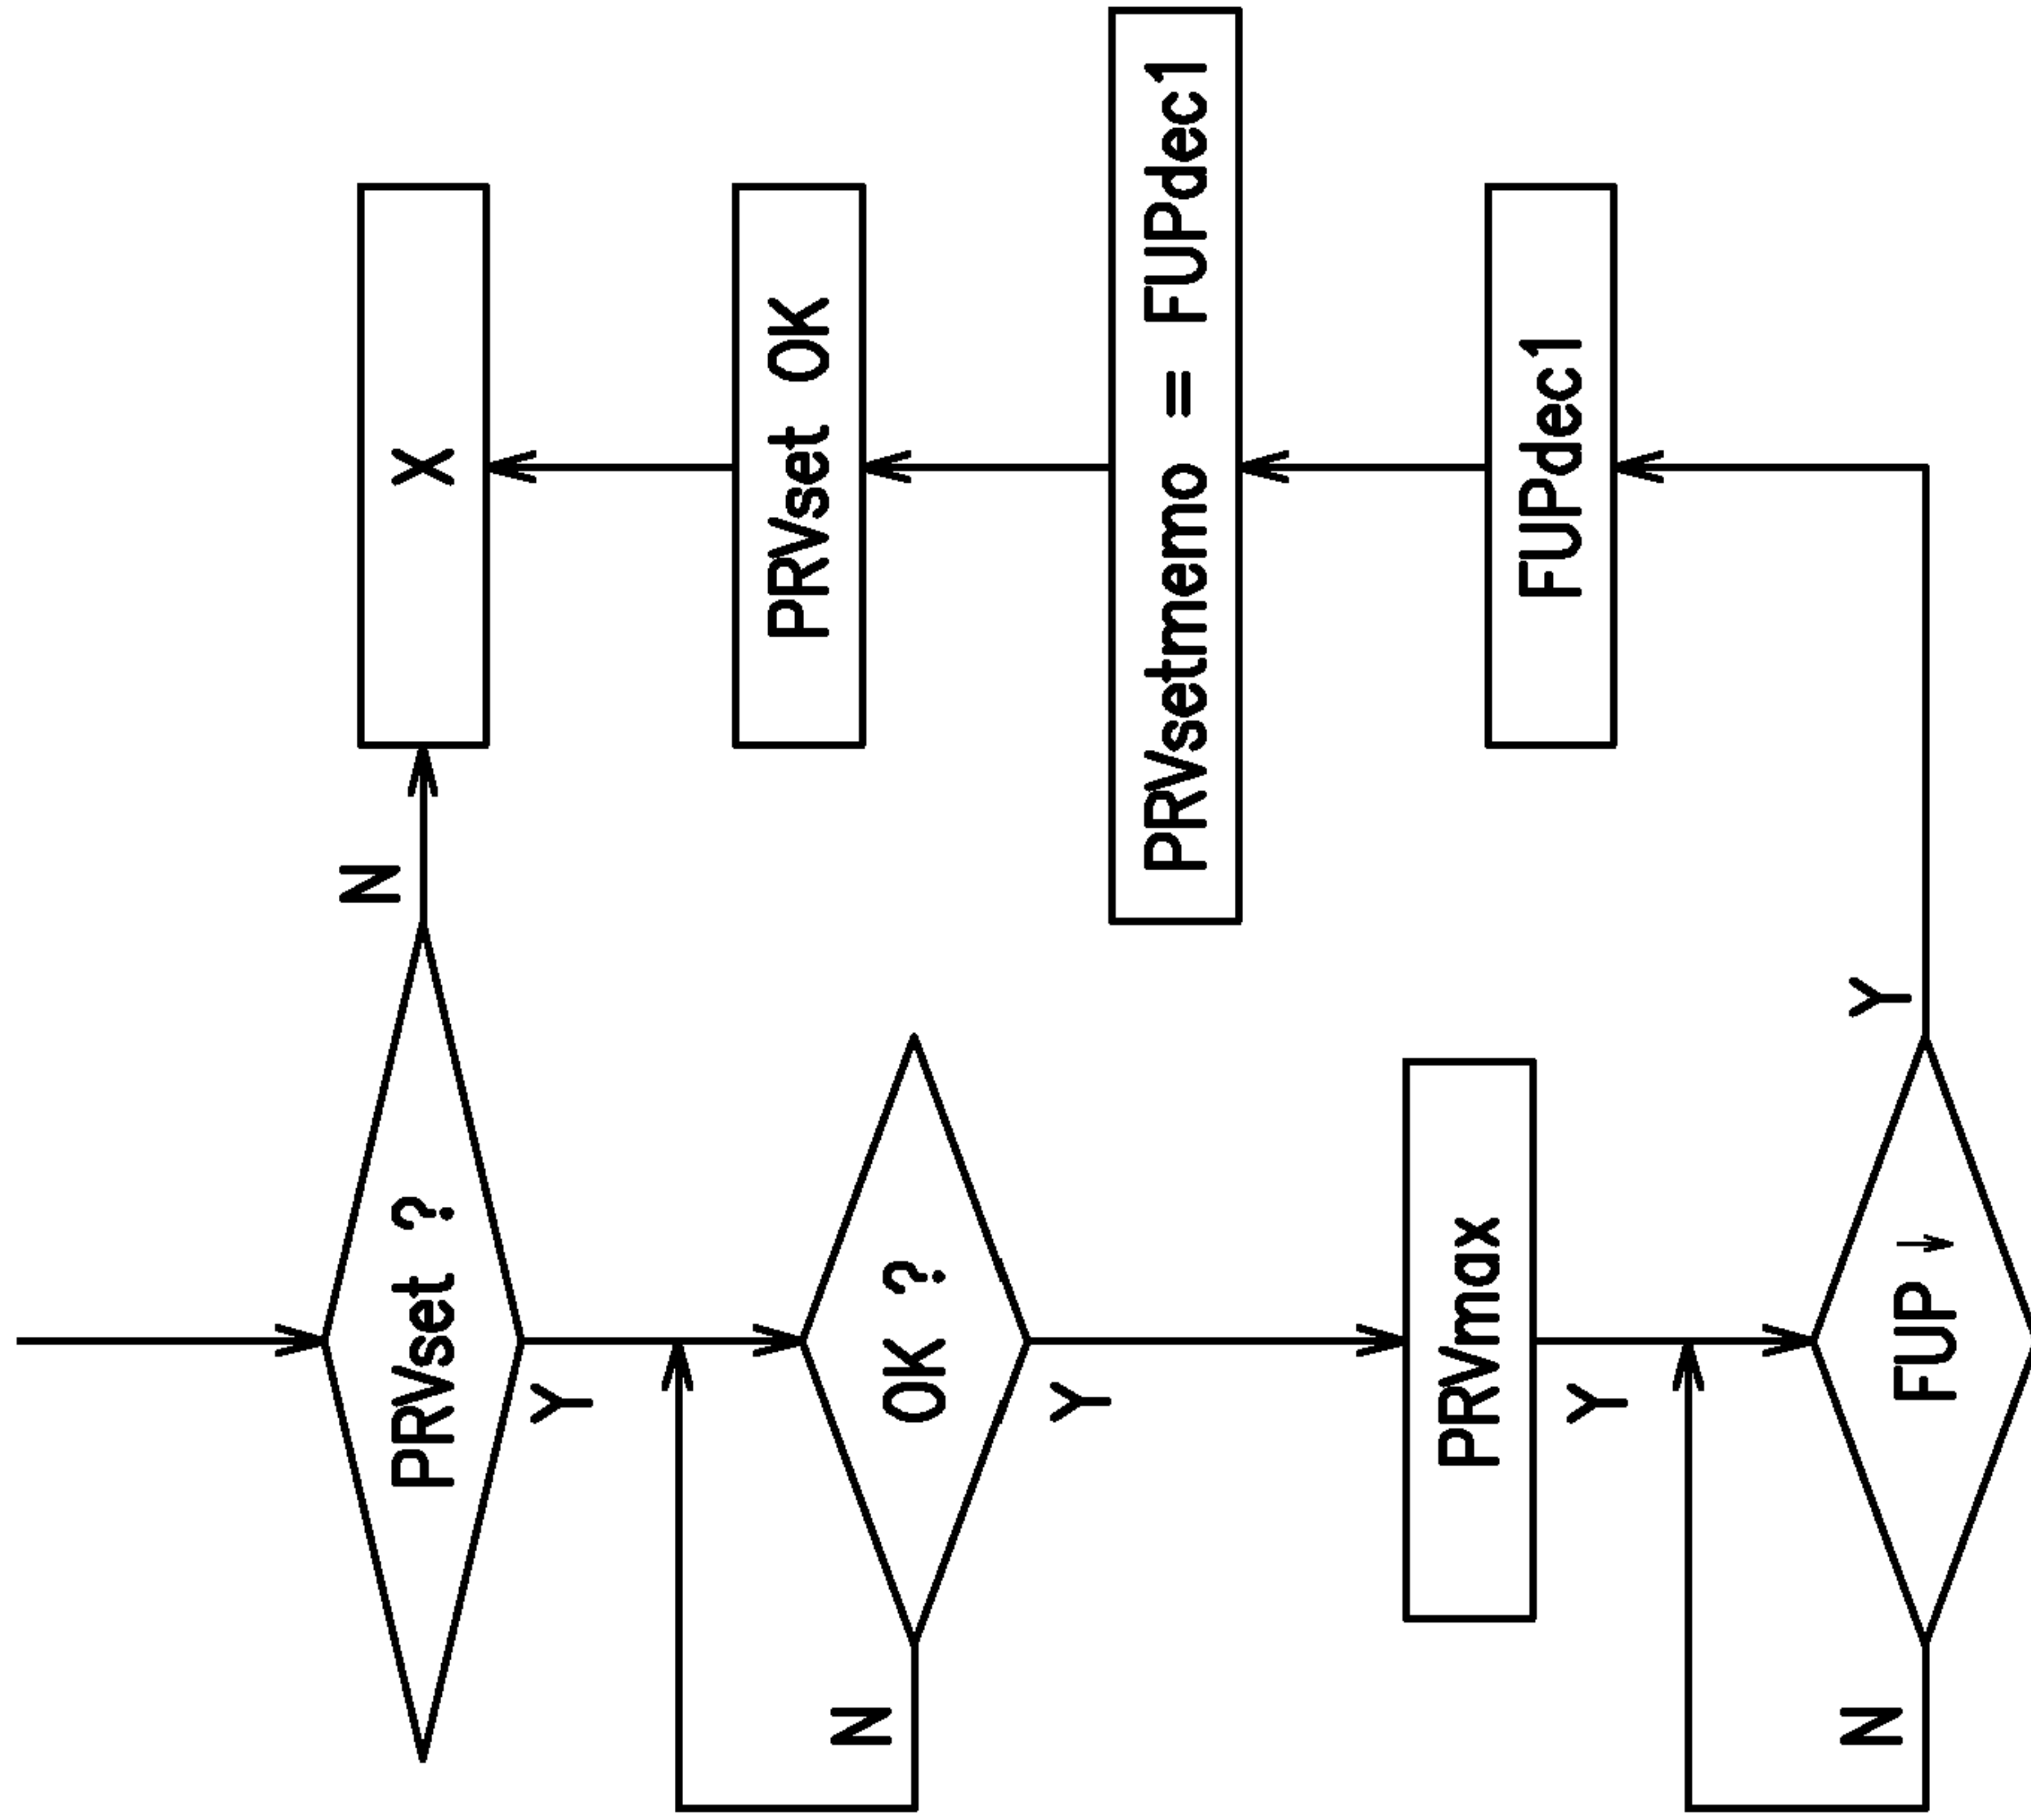 PRVset ?
N
X
Y
OK ?
N
Y
PRVmax
Y
FUP ↓
N
Y
FUPdec1
PRVsetmemo = FUPdec1
PRVset OK